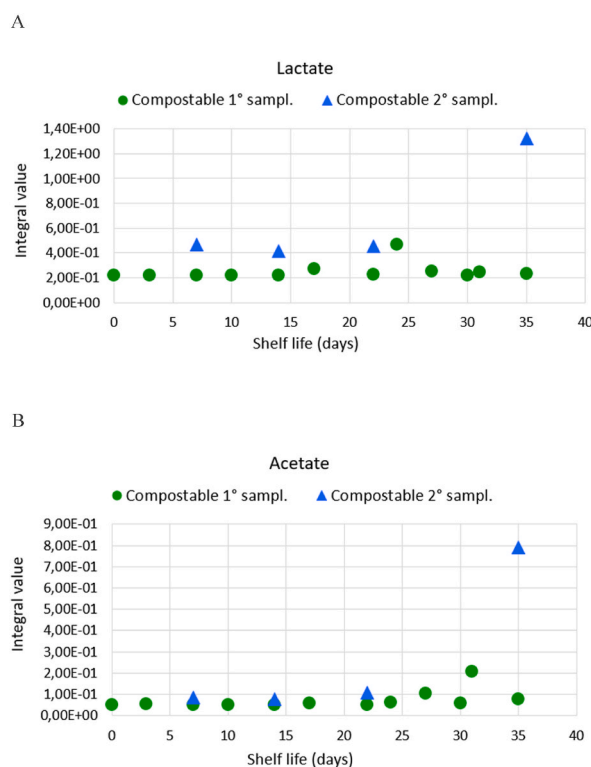 A
Lactate
Compostable 1° sampl. Compostable 2° sampl.
1,40E+00
1,20E+00
1,00E+00
8,00E-01
6,00E-01
4,00E-01
2,00E-01
0,00E+00
Integral value
0 5 10 15 20 25 30 35 40
Shelf life (days)
B
Acetate
Compostable 1° sampl. Compostable 2° sampl.
9,00E-01
8,00E-01
7,00E-01
6,00E-01
5,00E-01
4,00E-01
3,00E-01
2,00E-01
1,00E-01
0,00E+00
Integral value
0 5 10 15 20 25 30 35 40
Shelf life (days)